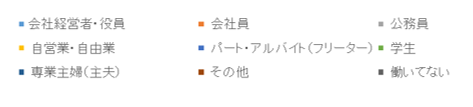 会社経営者・役員 会社員 公務員
自営業・自由業 パート・アルバイト（フリーター） 学生
専業主婦（主夫） その他 働いてない